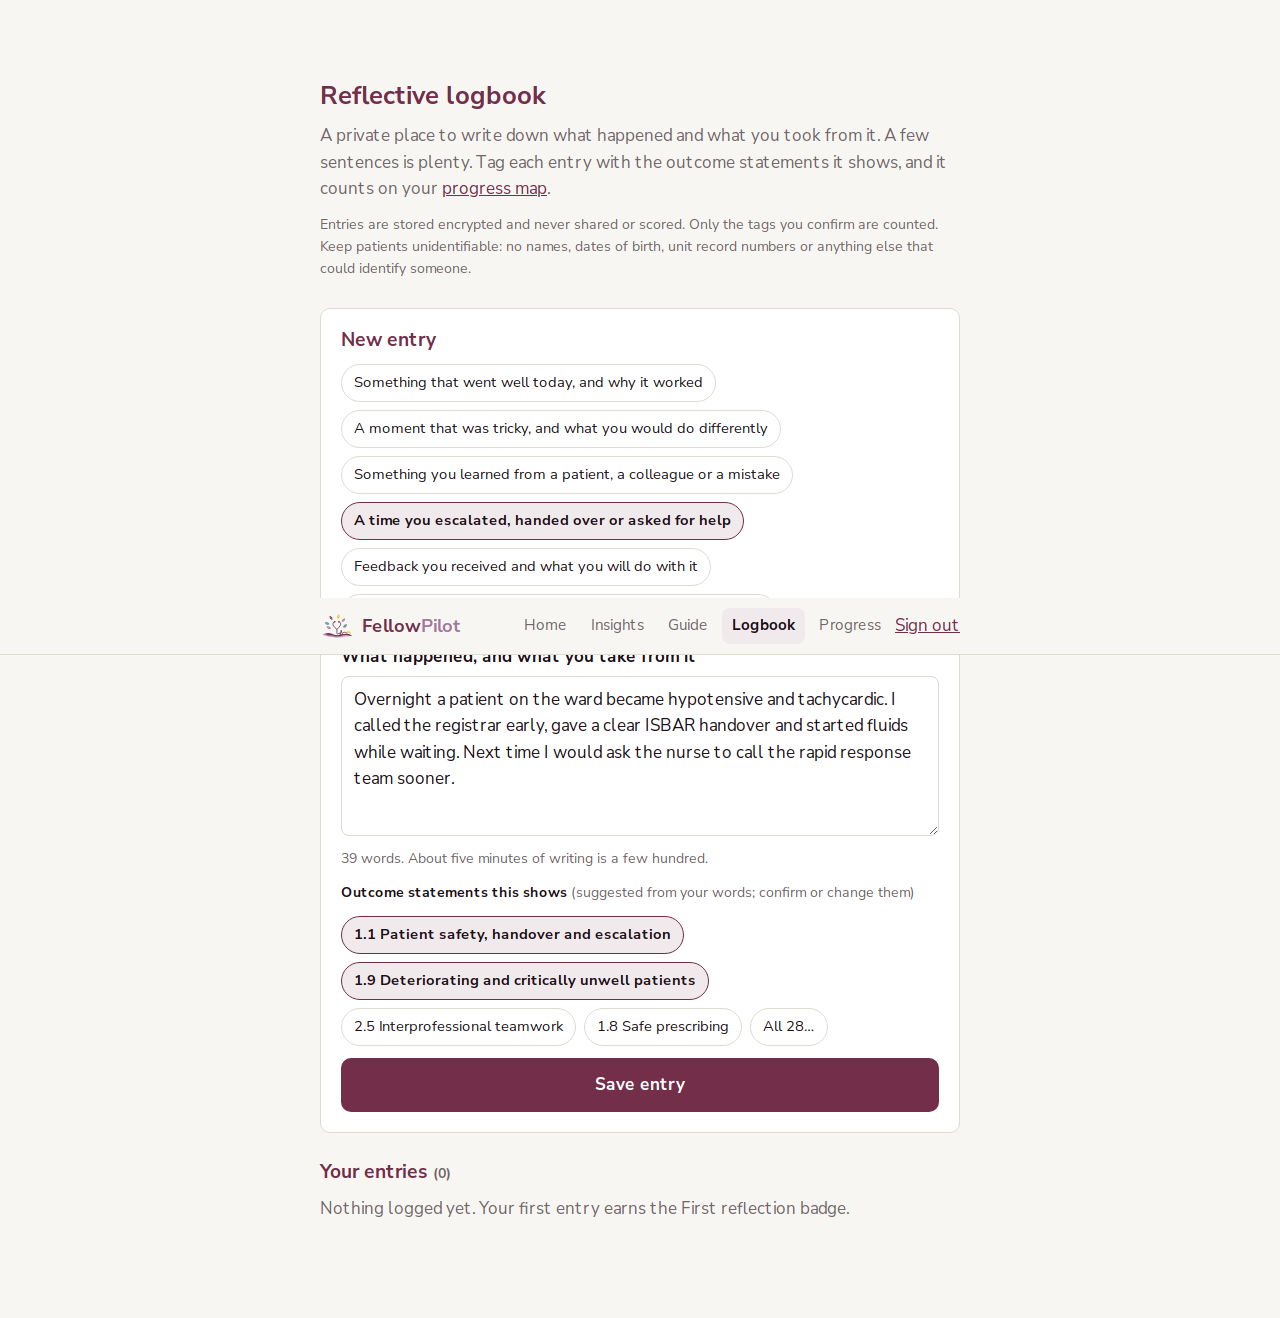 Reflective logbook
A private place to write down what happened and what you took from it. A few
sentences is plenty. Tag each entry with the outcome statements it shows, and it
counts on your progress map.
Entries are stored encrypted and never shared or scored. Only the tags you confirm are counted.
Keep patients unidentifiable: no names, dates of birth, unit record numbers or anything else that
could identify someone.
New entry
Something that went well today, and why it worked
A moment that was tricky, and what you would do differently
Something you learned from a patient, a colleague or a mistake
A time you escalated, handed over or asked for help
Feedback you received and what you will do with it
FellowPilot Home Insights Guide Logbook Progress Sign out
What happened, and what you take from it
Overnight a patient on the ward became hypotensive and tachycardic. I
called the registrar early, gave a clear ISBAR handover and started fluids
while waiting. Next time I would ask the nurse to call the rapid response
team sooner.
39 words. About five minutes of writing is a few hundred.
Outcome statements this shows (suggested from your words; confirm or change them)
1.1 Patient safety, handover and escalation
1.9 Deteriorating and critically unwell patients
2.5 Interprofessional teamwork 1.8 Safe prescribing All 28…
Save entry
Your entries (0)
Nothing logged yet. Your first entry earns the First reflection badge.